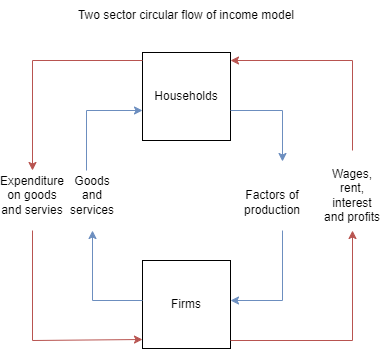 Two sector circular flow of income model
Households
Expenditure
on goods
and servies
Goods
and
services
Factors of
production
Wages,
rent,
interest
and profits
Firms